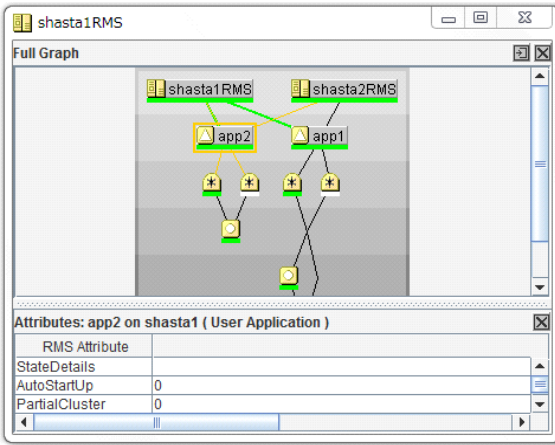 shasta1RMS
Full Graph
shasta1RMS shasta2RMS
app2 app1
Attributes: app2 on shasta1 ( User Application )
RMS Attribute
StateDetails
AutoStartUp 0
PartialCluster 0